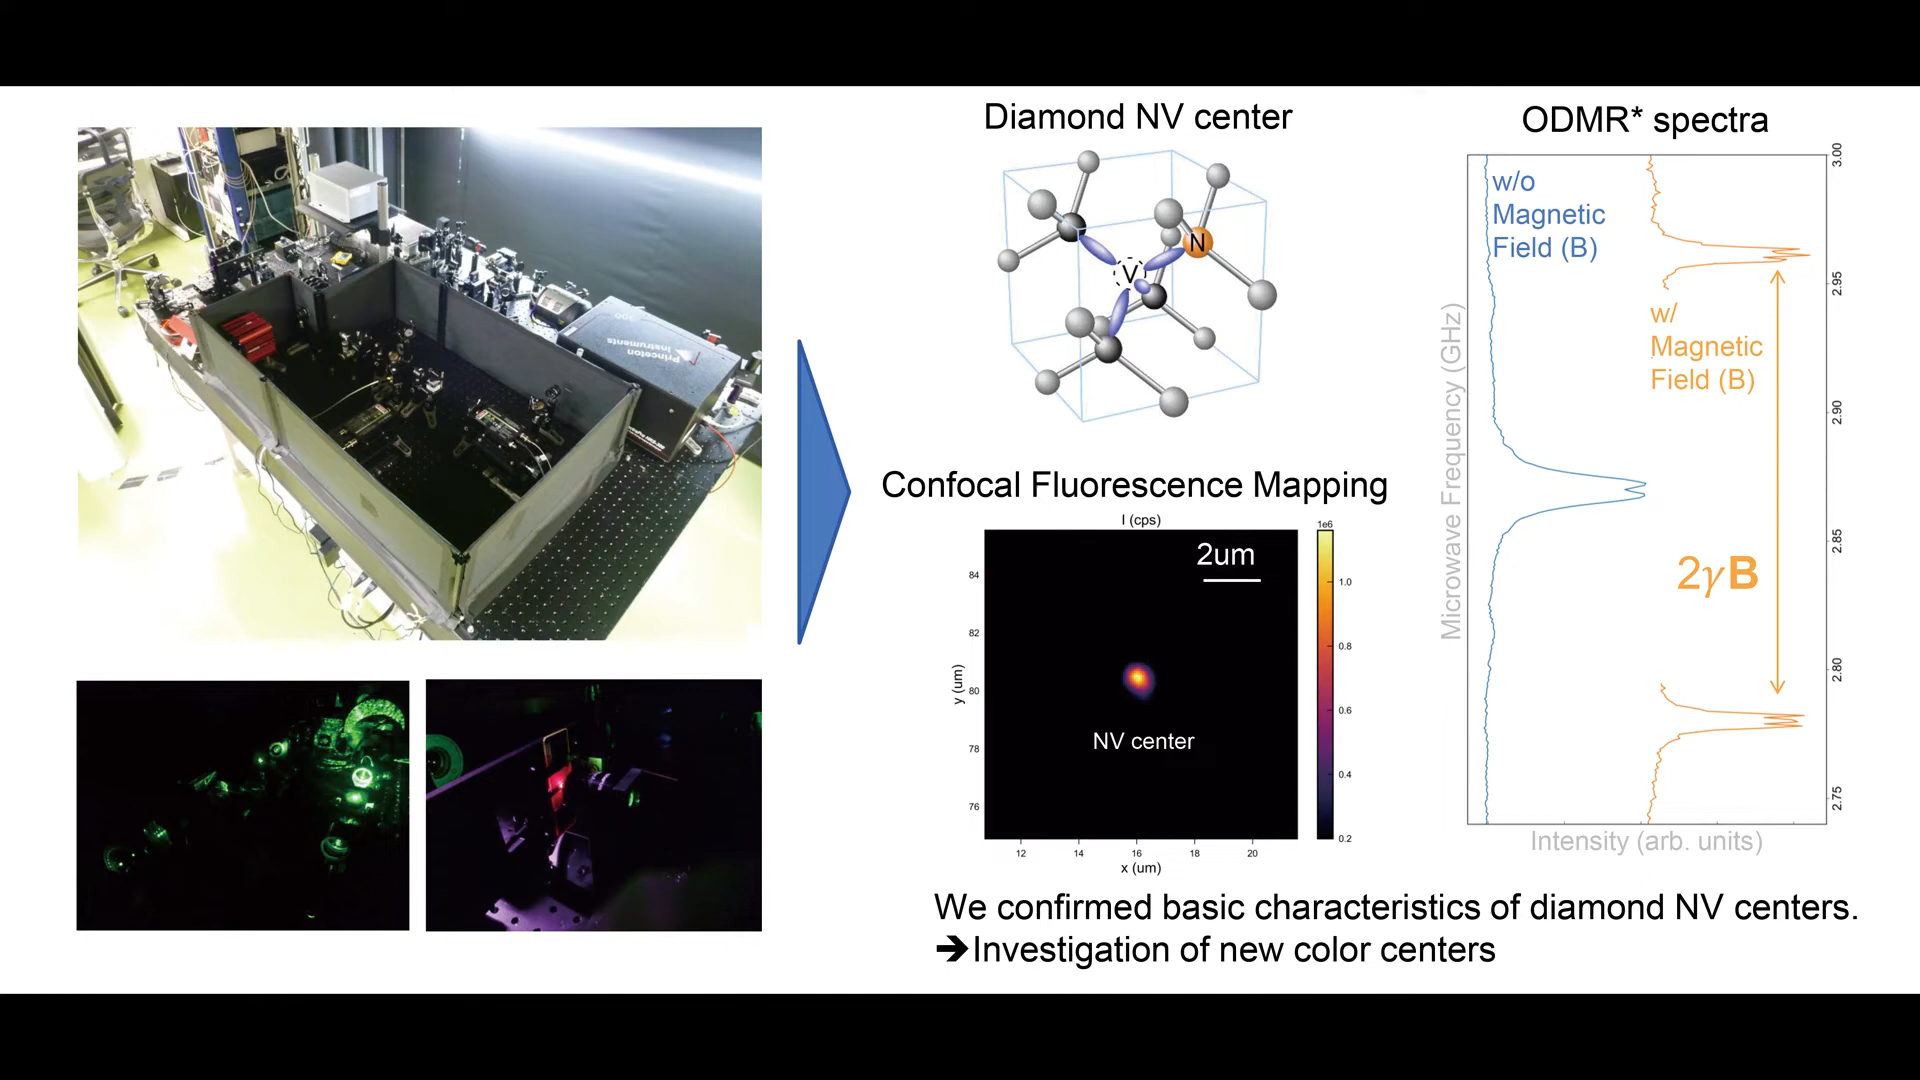 Princeton
Instruments
Diamond NV center
N
V
Confocal Fluorescence Mapping
I (cps)
1e6
2um
84
82
80
78
76
y (um)
NV center
12
14
16
18
20
x (um)
1.0
0.8
0.6
0.4
0.2
ODMR* spectra
w/o
Magnetic
Field (B)
w/
Magnetic
Field (B)
2γB
Microwave Frequency (GHz)
3.00
2.95
2.90
2.85
2.80
2.75
Intensity (arb. units)
We confirmed basic characteristics of diamond NV centers.
➔Investigation of new color centers